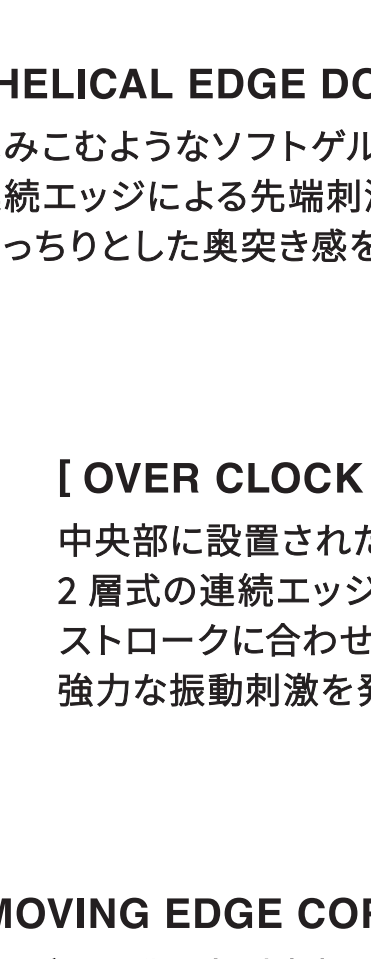 HELICAL EDGE DO
みこむようなソフトゲル
続エッジによる先端刺
っちりとした奥突き感を
[ OVER CLOCK
中央部に設置された
2 層式の連続エッジ
ストロークに合わせ
強力な振動刺激を発
MOVING EDGE COR